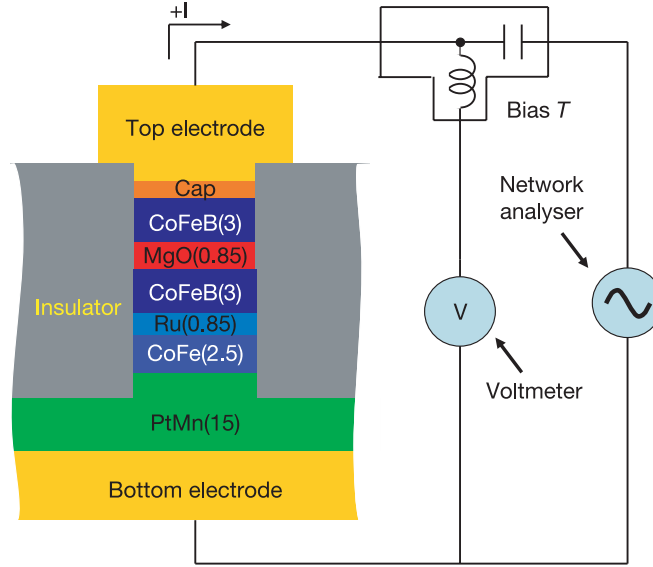 +I
Top electrode
Bias T
Cap
Network
analyser
CoFeB(3)
MgO(0.85)
CoFeB(3)
Insulator
V
Ru(0.85)
CoFe(2.5)
Voltmeter
PtMn(15)
Bottom electrode